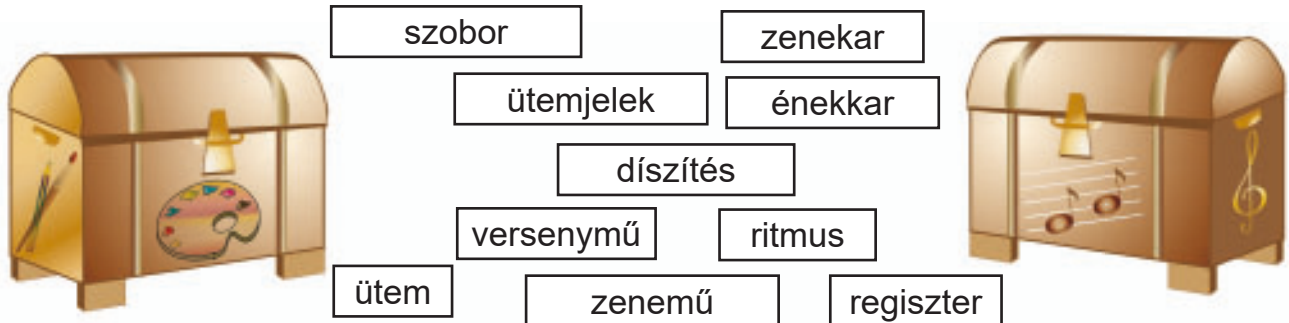 szobor
zenekar
ütemjelek
énekkar
díszítés
versenymű
ritmus
ütem
zenemű
regiszter